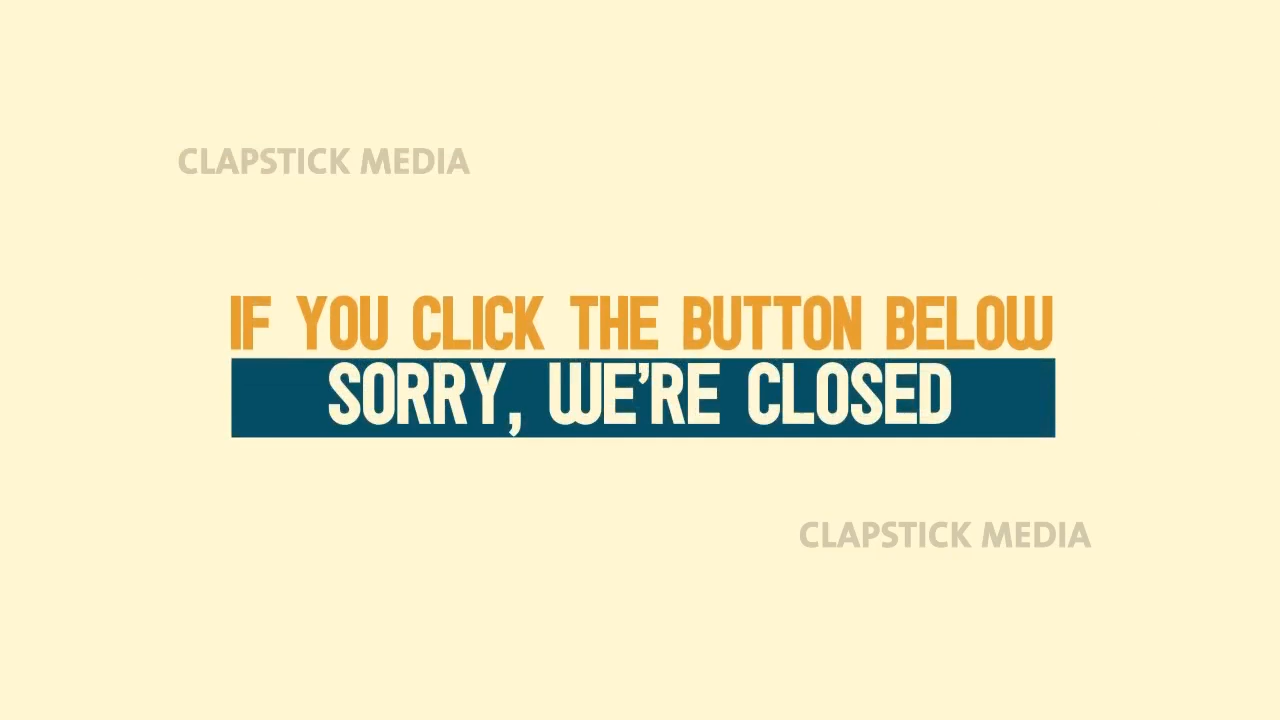 CLAPSTICK MEDIA
IF YOU CLICK THE BUTTON BELOW
SORRY, WE'RE CLOSED
CLAPSTICK MEDIA